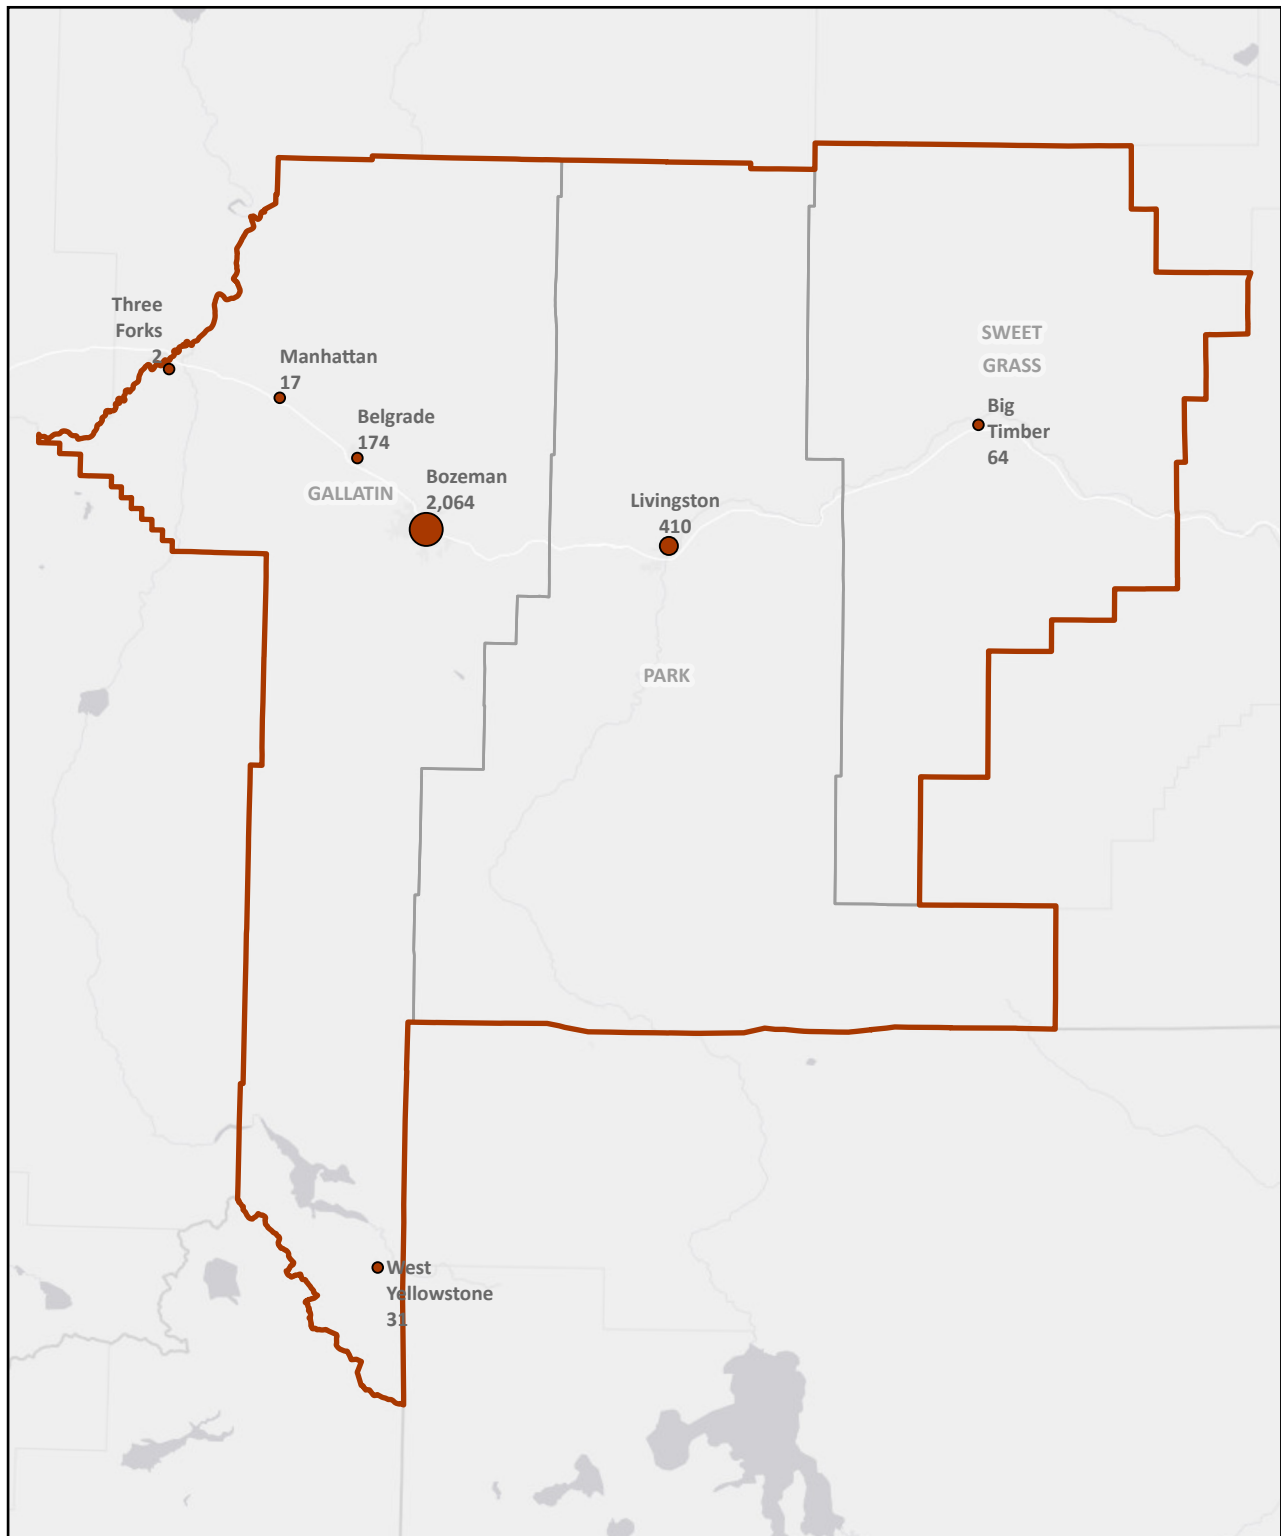 Three
Forks
2
Manhattan
17
Belgrade
174
GALLATIN
Bozeman
2,064
Livingston
410
PARK
SWEET
GRASS
Big
Timber
64
West
Yellowstone
31